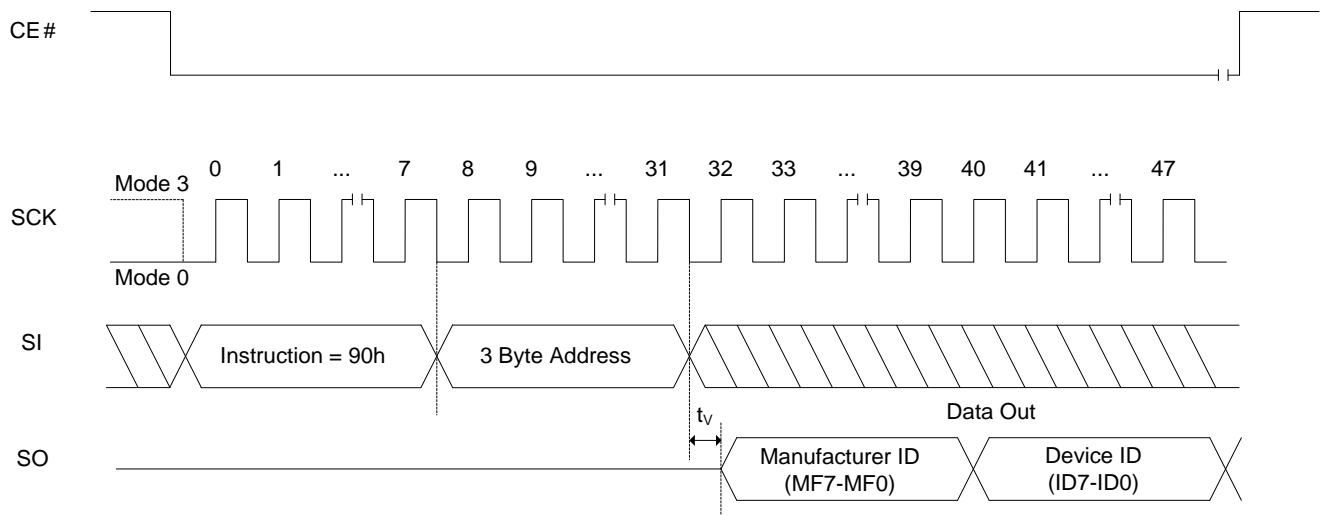 CE#
0 1 ... 7 8 9 ... 31 32 33 ... 39 40 41 ... 47
Mode 3
SCK
Mode 0
SI
Instruction = 90h
3 Byte Address
tV
Data Out
SO
Manufacturer ID
(MF7-MF0)
Device ID
(ID7-ID0)